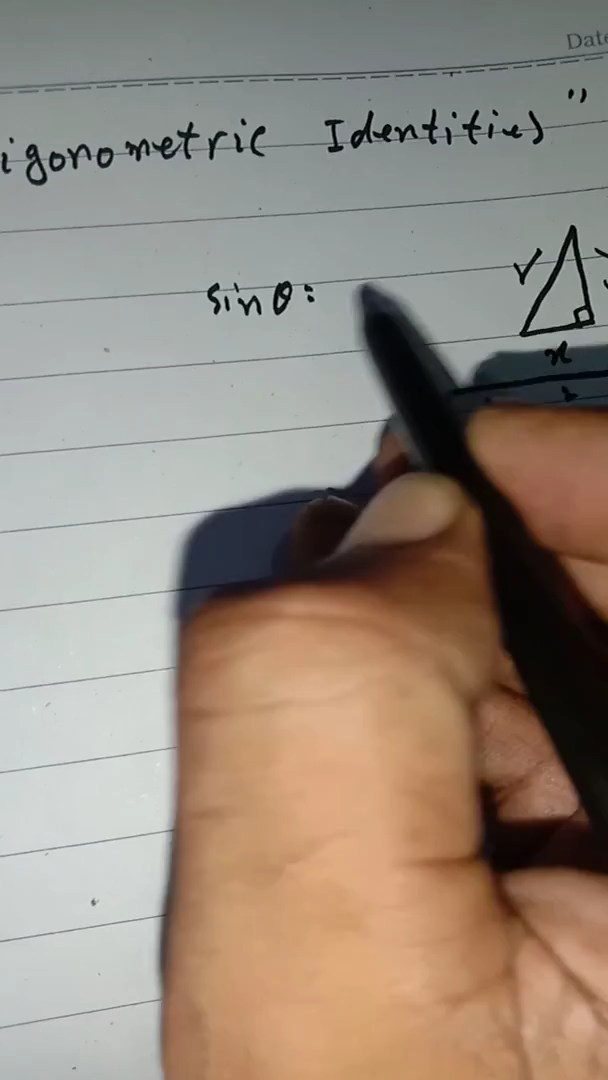 Date
igonometric Identities"
sinθ:
r
x